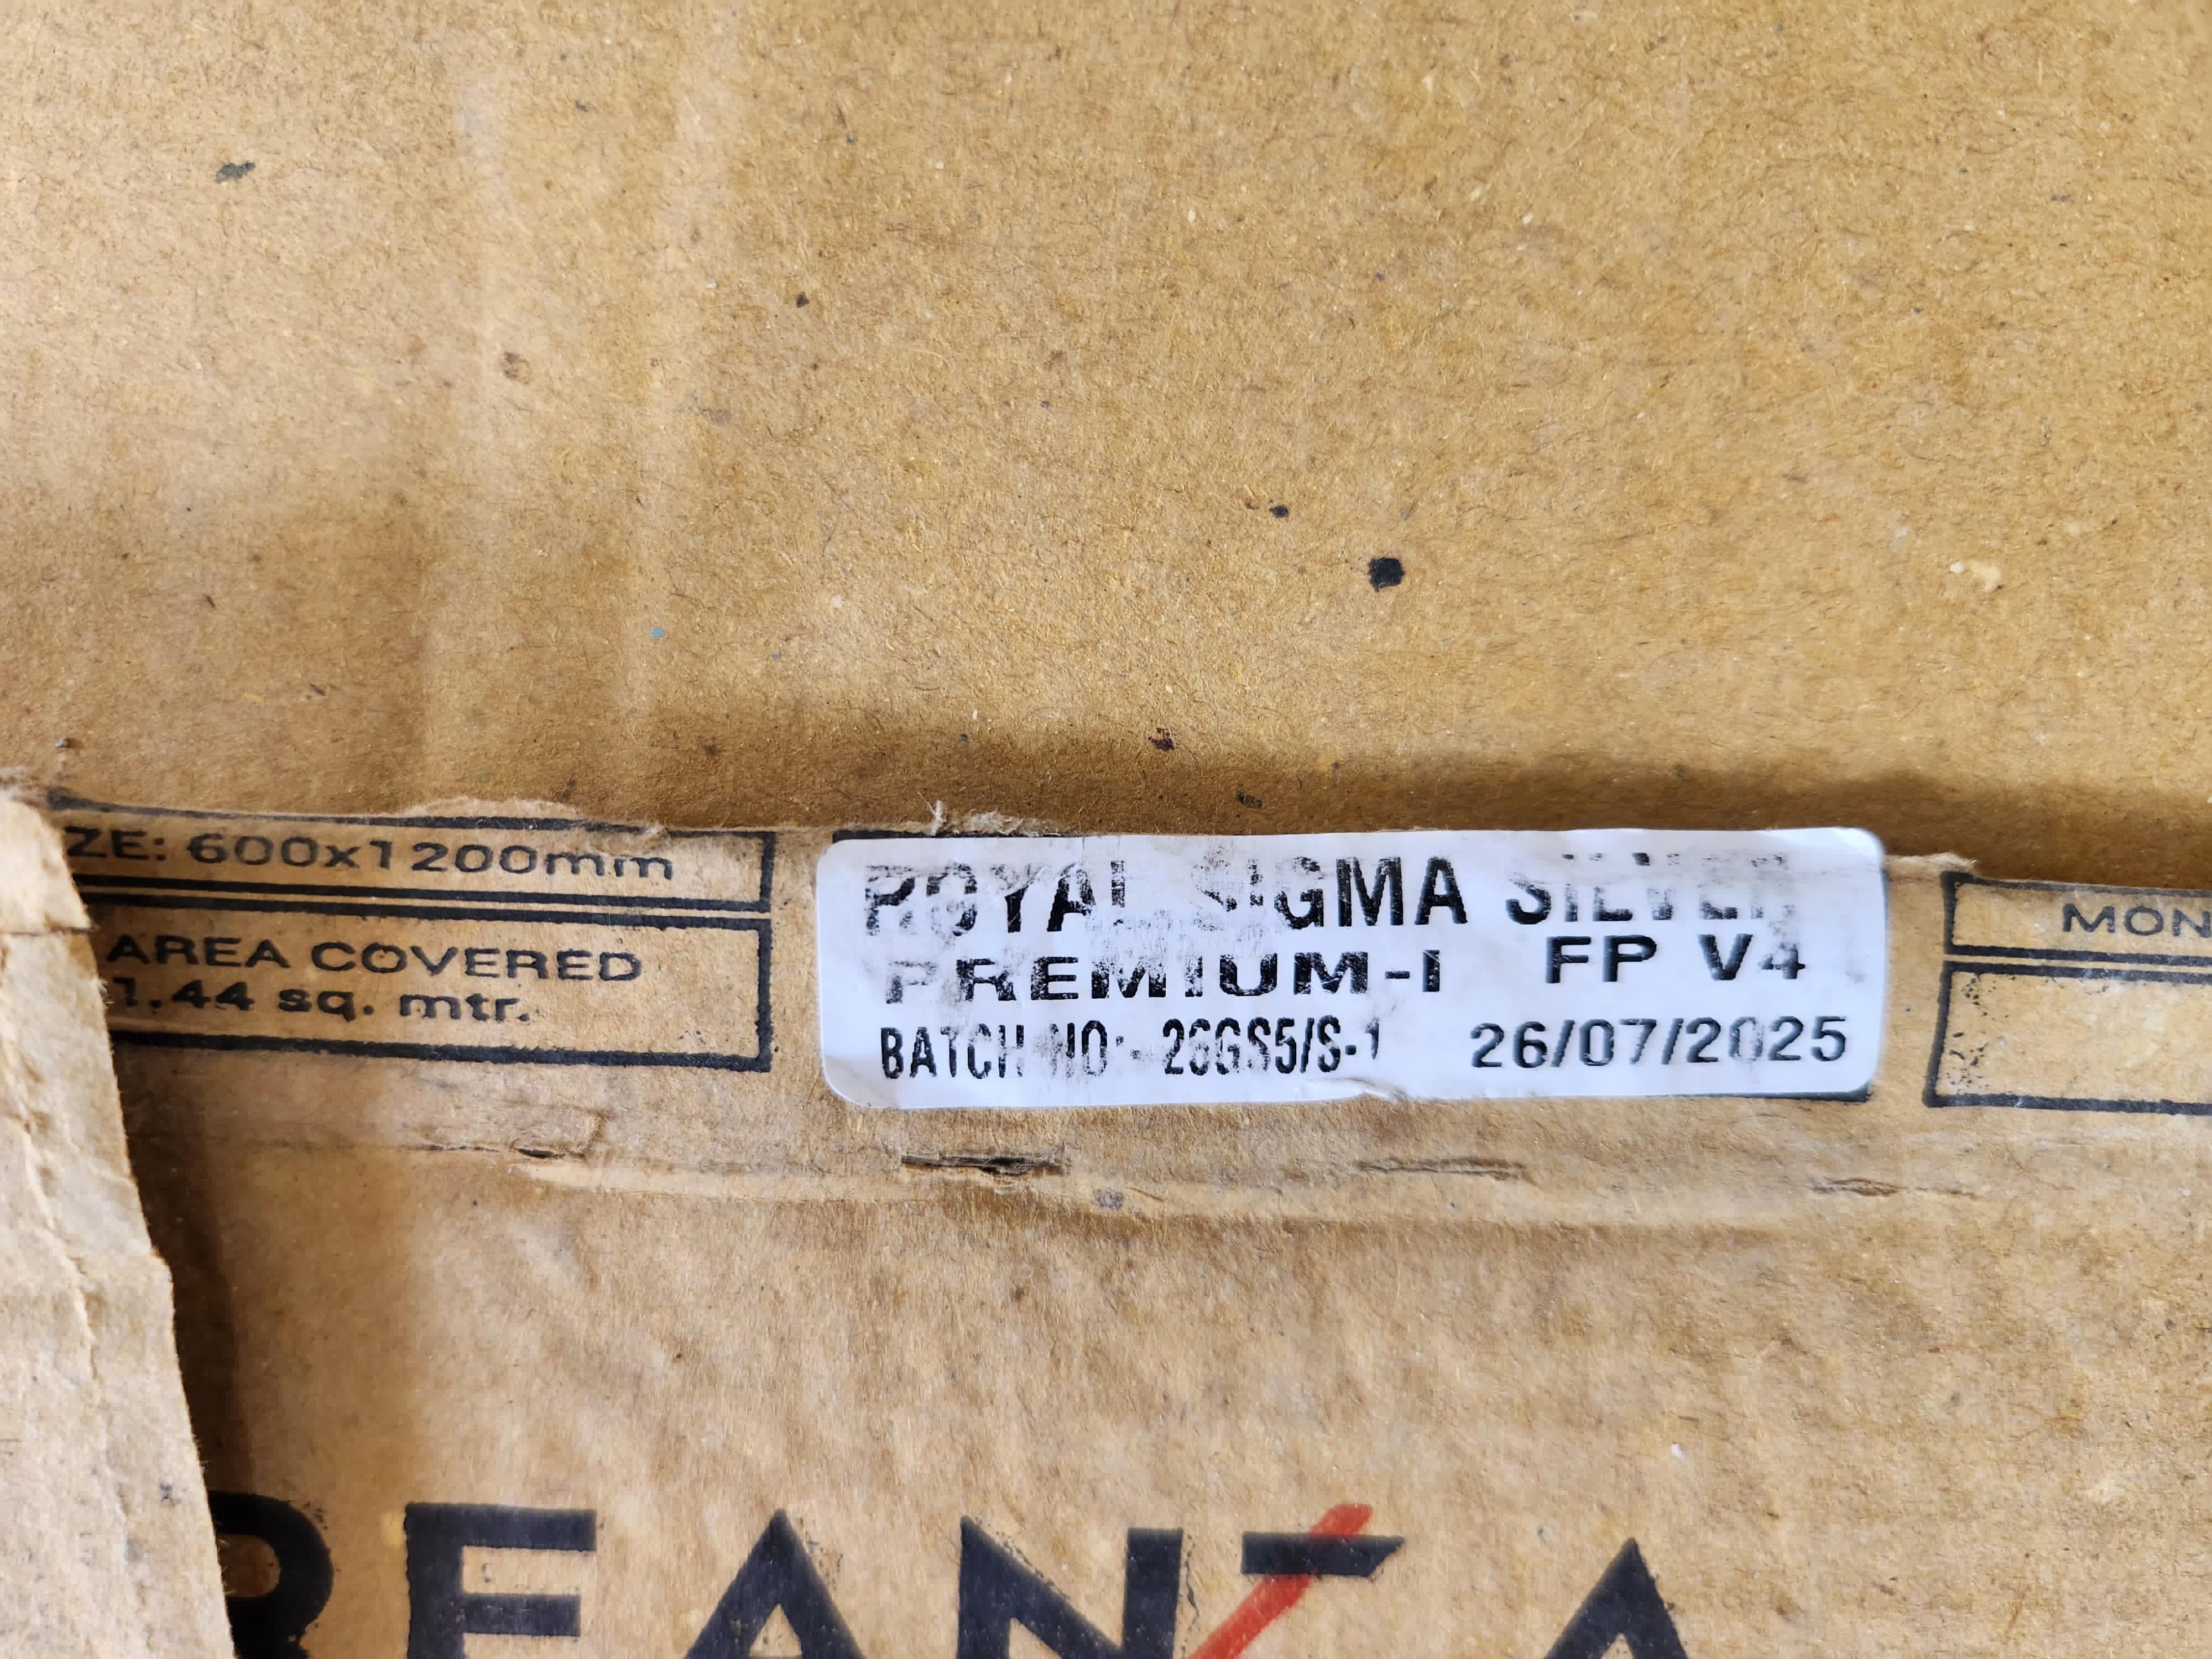 ZE: 600x1200mm
AREA COVERED
1.44 sq. mtr.
ROYAL SIGMA SILVER
PREMIUM-I FP V4
BATCH NO:- 26GS5/S-1 26/07/2025
MON